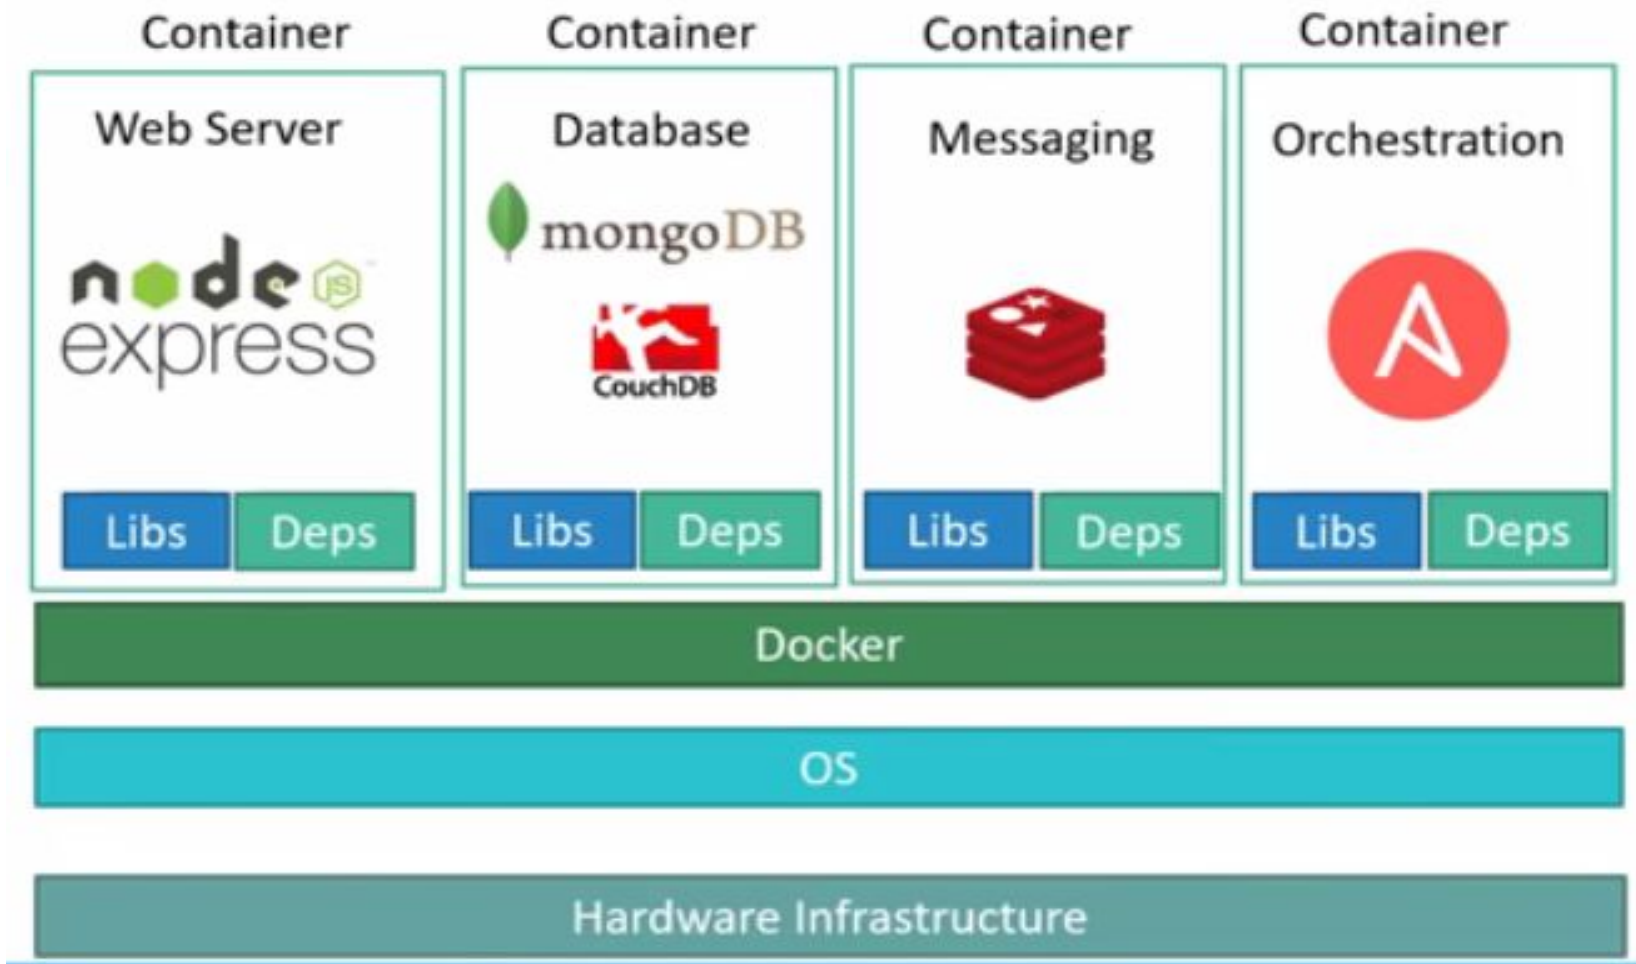 Container
Container
Container
Container
Web Server
Database
Messaging
Orchestration
node JS
express
mongoDB
CouchDB
Libs
Deps
Libs
Deps
Libs
Deps
Libs
Deps
Docker
OS
Hardware Infrastructure